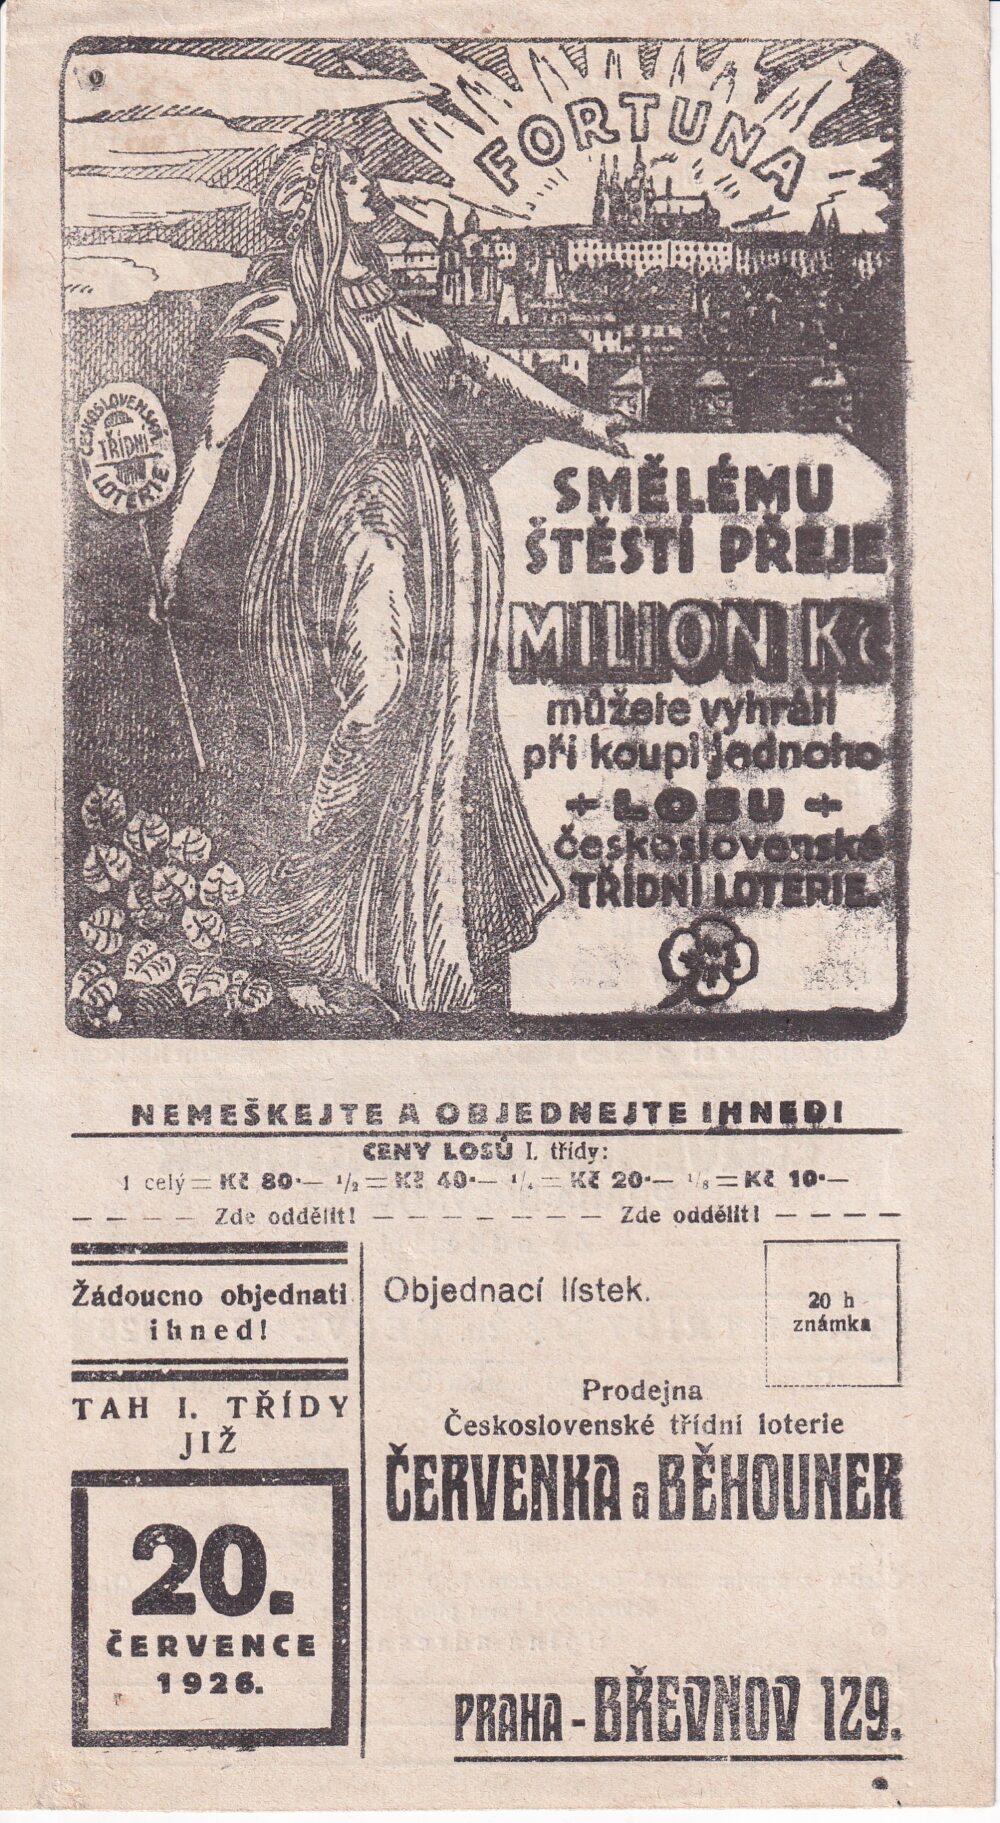 FORTUNA
ČESKOSLOVENSKÁ
TŘÍDNÍ
LOTERIE
SMĚLÉMU
ŠTĚSTÍ PŘEJE
MILION Kč
můžete vyhráti
při koupi jednoho
+ LOSU +
československé
TŘÍDNÍ LOTERIE.
NEMEŠKEJTE A OBJEDNEJTE IHNED!
CENY LOSŮ I. třídy:
1 celý = Kč 80·— 1/2 = Kč 40·— 1/4 = Kč 20·— 1/8 = Kč 10·—
— — — — Zde oddělit! — — — — — — — Zde oddělit! — — — —
Žádoucno objednati
ihned!
TAH I. TŘÍDY
JIŽ
20.
ČERVENCE
1926.
Objednací lístek.
20 h
známka
Prodejna
Československé třídní loterie
ČERVENKA a BĚHOUNEK
PRAHA - BŘEVNOV 129.